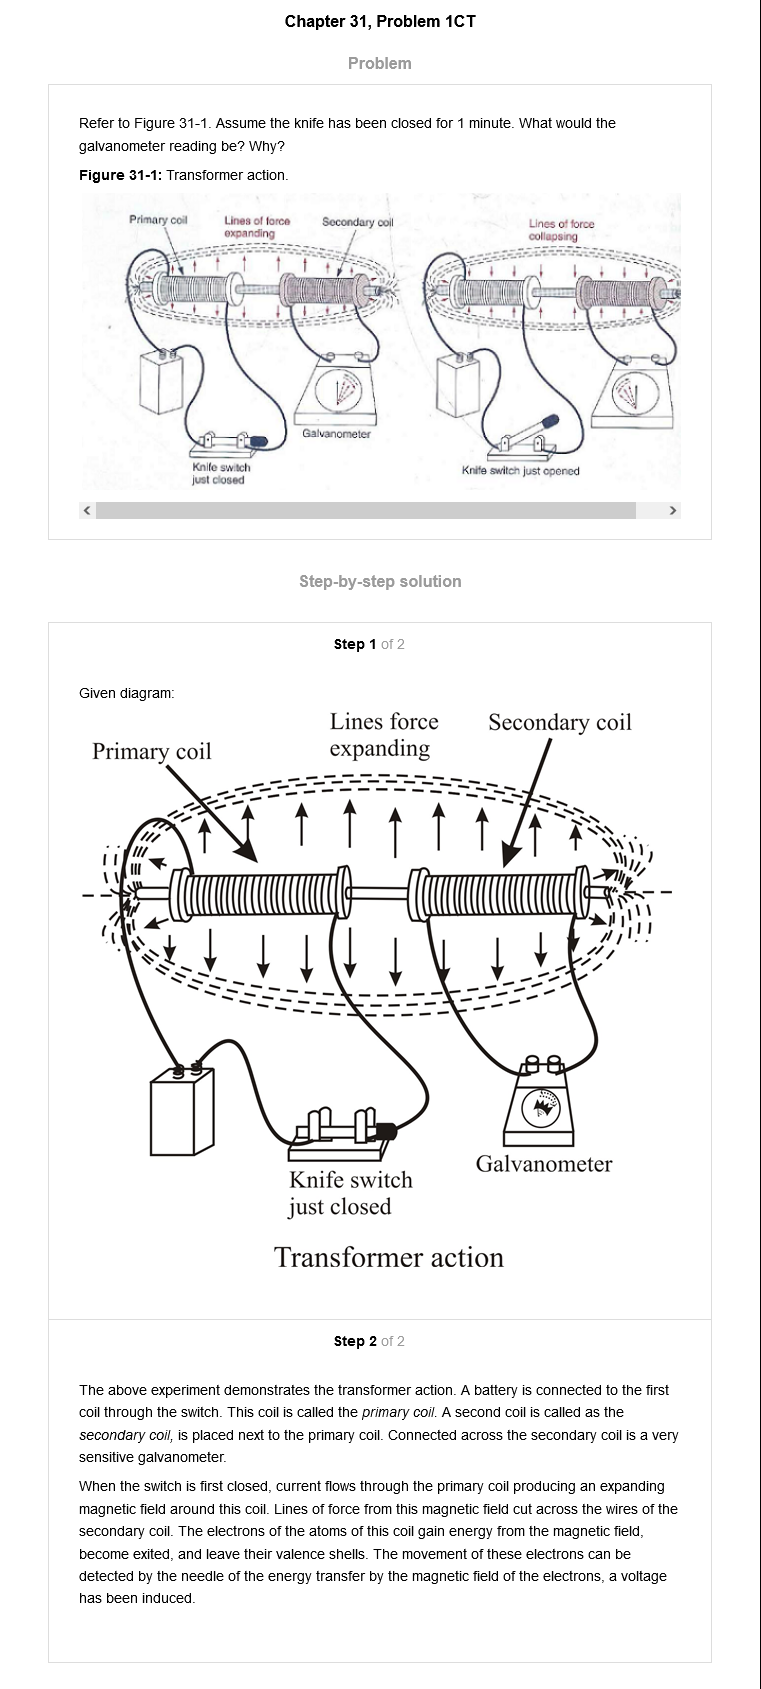 Chapter 31, Problem 1CT
Problem
Refer to Figure 31-1. Assume the knife has been closed for 1 minute. What would the
galvanometer reading be? Why?
Figure 31-1: Transformer action.
Primary coil
Lines of force
expanding
Secondary coil
Lines of force
collapsing
Galvanometer
Knife switch
just closed
Knife switch just opened
Step-by-step solution
Step 1 of 2
Given diagram:
Lines force
expanding
Secondary coil
Primary coil
Galvanometer
Knife switch
just closed
Transformer action
Step 2 of 2
The above experiment demonstrates the transformer action. A battery is connected to the first
coil through the switch. This coil is called the primary coil. A second coil is called as the
secondary coil, is placed next to the primary coil. Connected across the secondary coil is a very
sensitive galvanometer.
When the switch is first closed, current flows through the primary coil producing an expanding
magnetic field around this coil. Lines of force from this magnetic field cut across the wires of the
secondary coil. The electrons of the atoms of this coil gain energy from the magnetic field,
become exited, and leave their valence shells. The movement of these electrons can be
detected by the needle of the energy transfer by the magnetic field of the electrons, a voltage
has been induced.